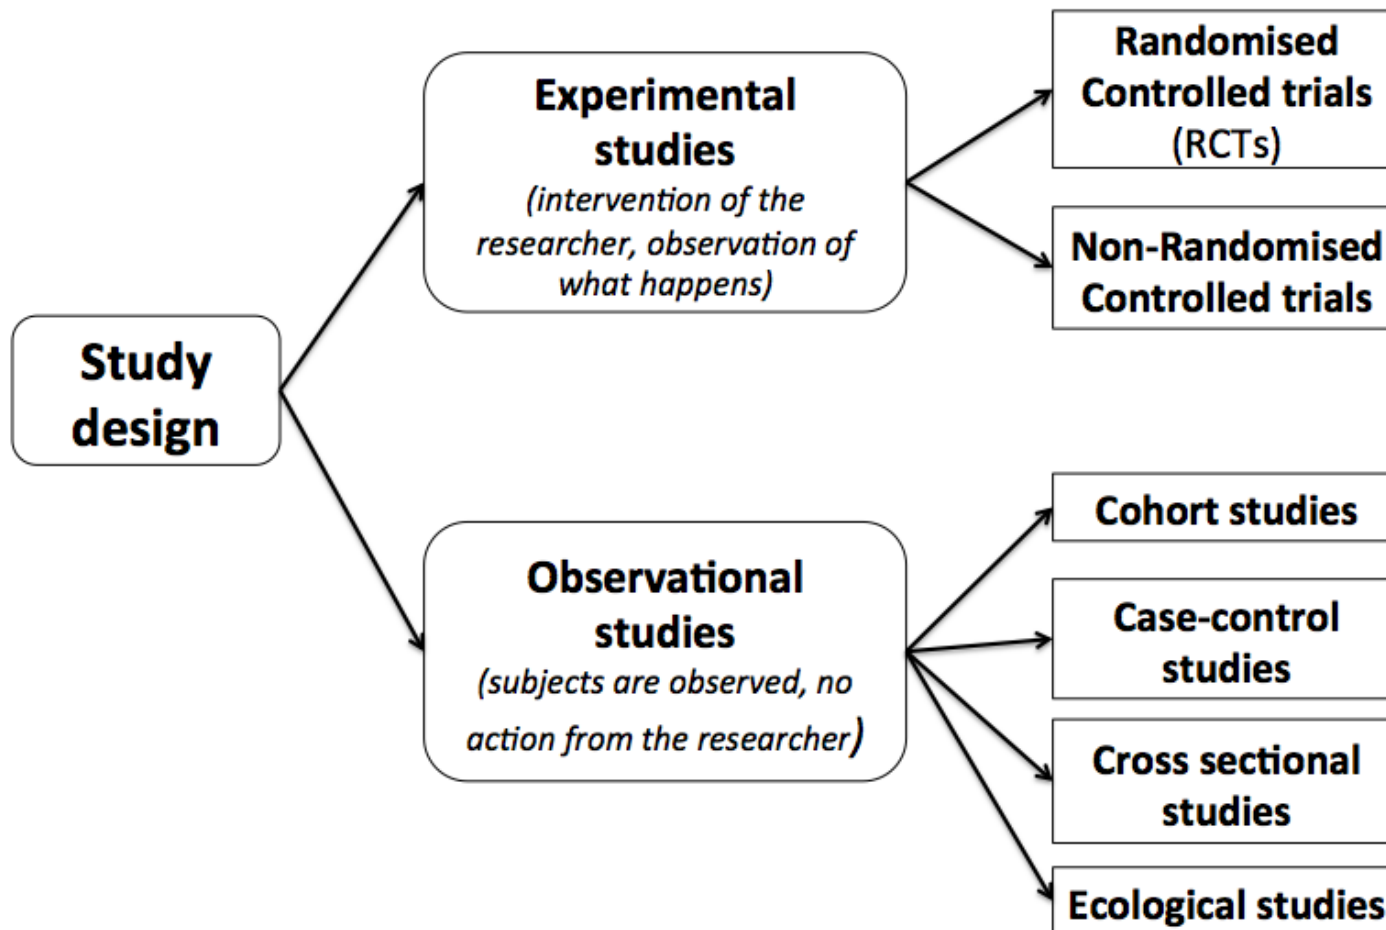 Study
design
Experimental
studies
(intervention of the
researcher, observation of
what happens)
Randomised
Controlled trials
(RCTs)
Non-Randomised
Controlled trials
Observational
studies
(subjects are observed, no
action from the researcher)
Cohort studies
Case-control
studies
Cross sectional
studies
Ecological studies